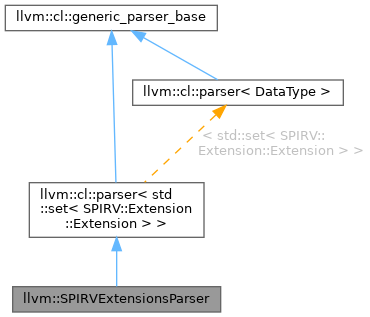 llvm::cl::generic_parser_base
llvm::cl::parser< DataType >
< std::set< SPIRV::
Extension::Extension > >
llvm::cl::parser< std
::set< SPIRV::Extension
::Extension > >
llvm::SPIRVExtensionsParser